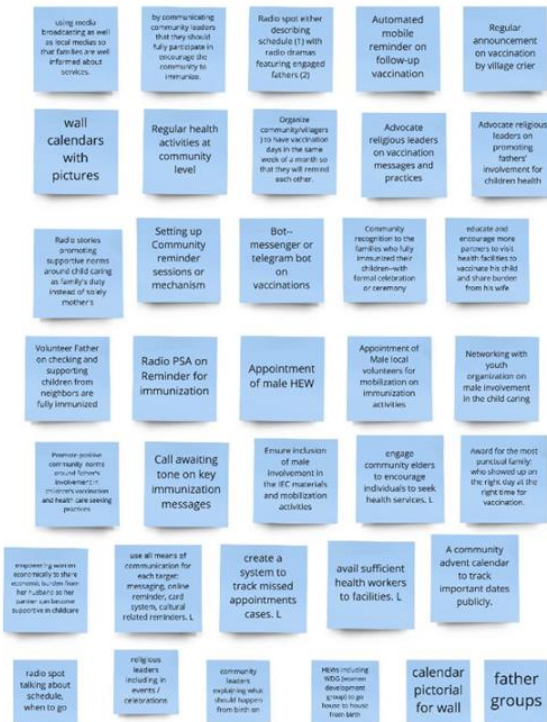 using media
broadcasting as well
as local medias so
that families are well
informed about
services.
by communicating
community leaders
that they should
fully participate in
encourage the
community to
immunize.
Radio spot either
describing
schedule (1) with
radio dramas
featuring engaged
fathers (2)
Automated
mobile
reminder on
follow-up
vaccination
Regular
announcement
on vaccination
by village crier
wall
calendars
with
pictures
Regular health
activities at
community
level
Organize
community(villagers
) to have vaccination
days in the same
week of a month so
that they will remind
each other.
Advocate
religious leaders
on vaccination
messages and
practices
Advocate religious
leaders on
promoting
fathers'
involvement for
children health
Radio stories
promoting
supportive norms
around child caring
as family's duty
instead of solely
mother's
Setting up
Community
reminder
sessions or
mechanism
Bot--
messenger or
telegram bot
on
vaccinations
Community
recognition to the
families who fully
immunized their
children--with
formal celebration
or ceremony
educate and
encourage more
partners to visit
health facilities to
vaccinate his child
and share burden
from his wife
Volunteer Father
on checking and
supporting
children from
neighbors are
fully immunized
Radio PSA on
Reminder for
immunization
Appointment
of male HEW
Appointment of
Male local
volunteers for
mobilization on
immunization
activities
Networking with
youth
organization on
male involvement
in the child caring
Promote positive
community norms
around father's
involvement in
children's vaccination
and health care seeking
practices
Call awaiting
tone on key
immunization
messages
Ensure inclusion
of male
involvement in
the IEC materials
and mobilization
activities
engage
community elders
to encourage
individuals to seek
health services. L
Award for the most
punctual family:
who showed up on
the right day at the
right time for
vaccination.
empowering women
economically to share
economic burden from
her husband so her
partner can become
supportive in childcare
use all means of
communication for
each target:
messaging, online
reminder, card
system, cultural
related reminders. L
create a
system to
track missed
appointments
cases. L
avail sufficient
health workers
to facilities. L
A community
advent calendar
to track
important dates
publicly.
radio spot
talking about
schedule,
when to go
religious
leaders
including in
events /
celebrations
community
leaders
explaining what
should happen
from birth on
HEWs including
WDG (women
development
group) to go
house to house
from birth
calendar
pictorial
for wall
father
groups